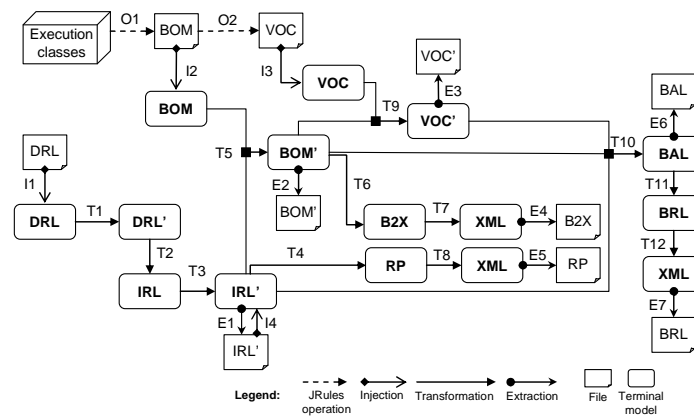 O1
O2
Execution
classes
BOM
VOC
VOC’
I2
I3
E3
BAL
BOM
VOC
T9
VOC’
E6
DRL
T5
BOM’
T10
BAL
I1
E2
T6
T11
DRL
T1
DRL’
BOM’
B2X
T7
XML
E4
B2X
BRL
T2
T4
T12
IRL
T3
IRL’
RP
T8
XML
E5
RP
XML
E1
I4
E7
IRL’
BRL
Legend:
JRules
operation
Injection
Transformation
Extraction
File
Terminal
model